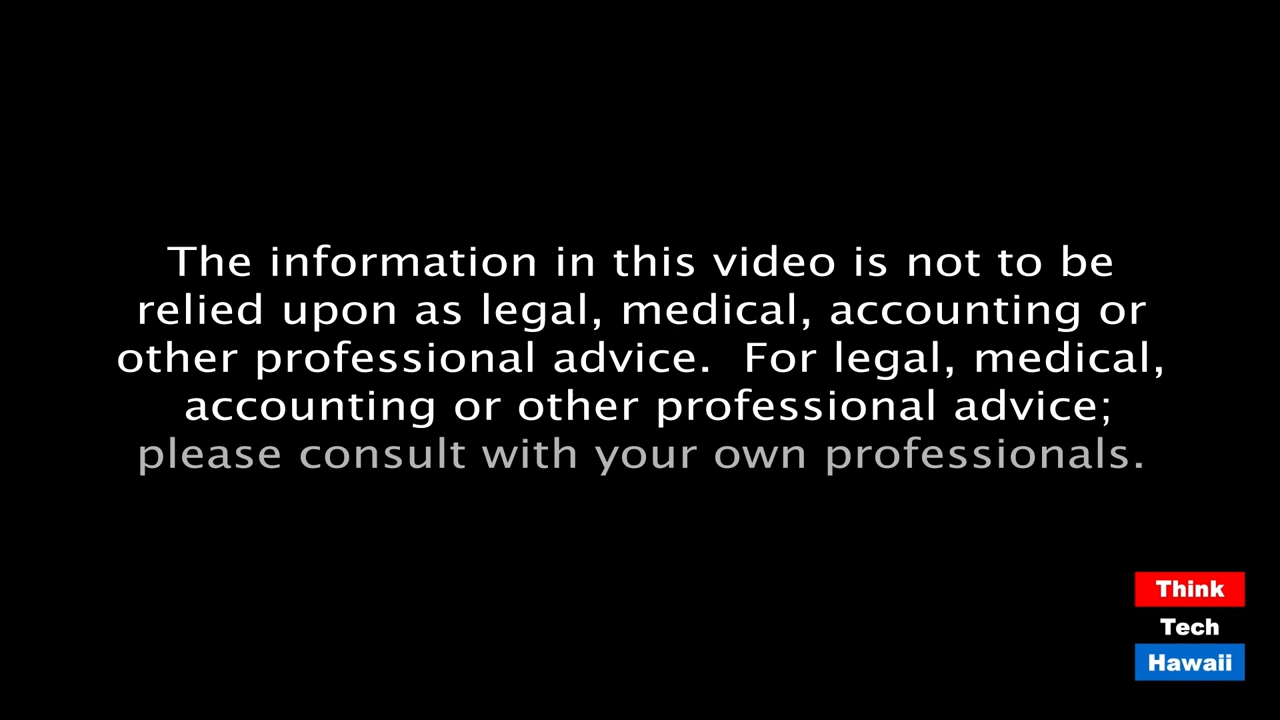 The information in this video is not to be
relied upon as legal, medical, accounting or
other professional advice.  For legal, medical,
accounting or other professional advice;
please consult with your own professionals.
Think
Tech
Hawaii